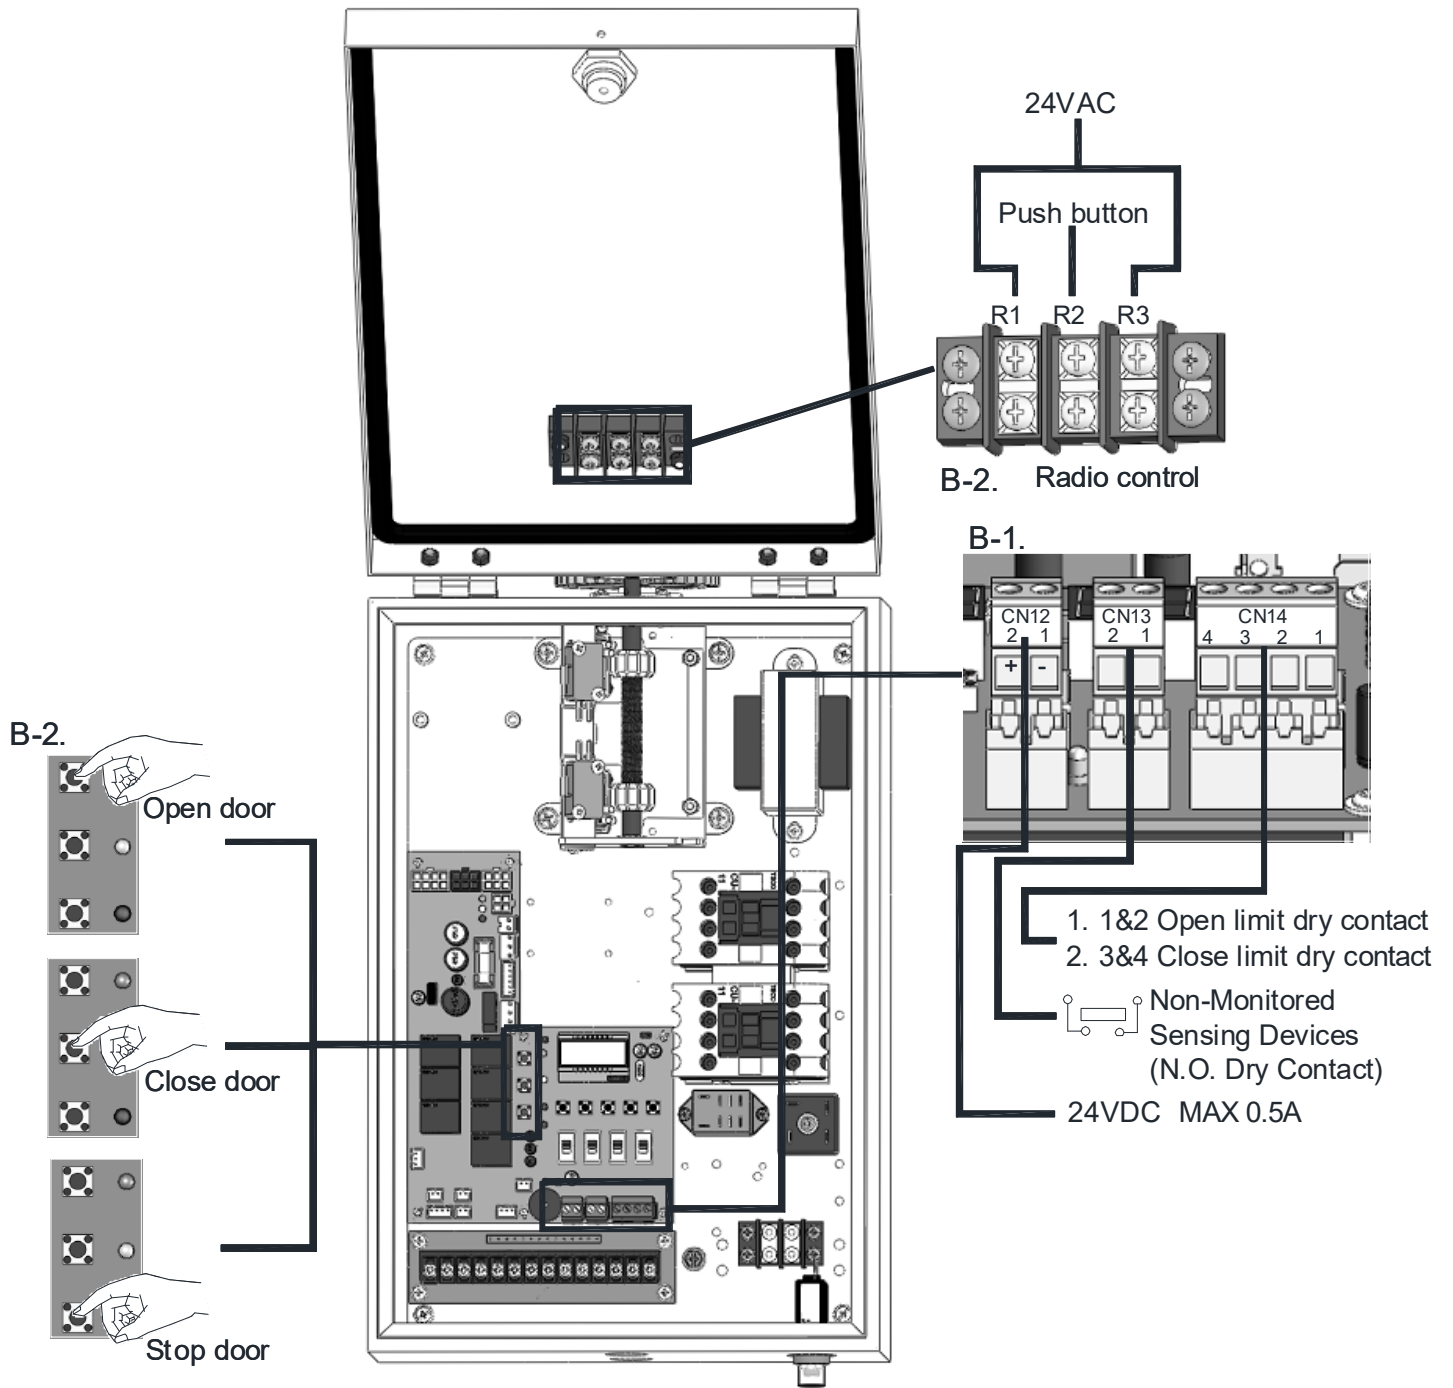 24VAC
Push button
R1 R2 R3
B-2. Radio control
B-1.
CN12 CN13 CN14
2 1 2 1 4 3 2 1
+ -
B-2.
Open door
1. 1&2 Open limit dry contact
2. 3&4 Close limit dry contact
Non-Monitored
Sensing Devices
(N.O. Dry Contact)
Close door
24VDC MAX 0.5A
Stop door